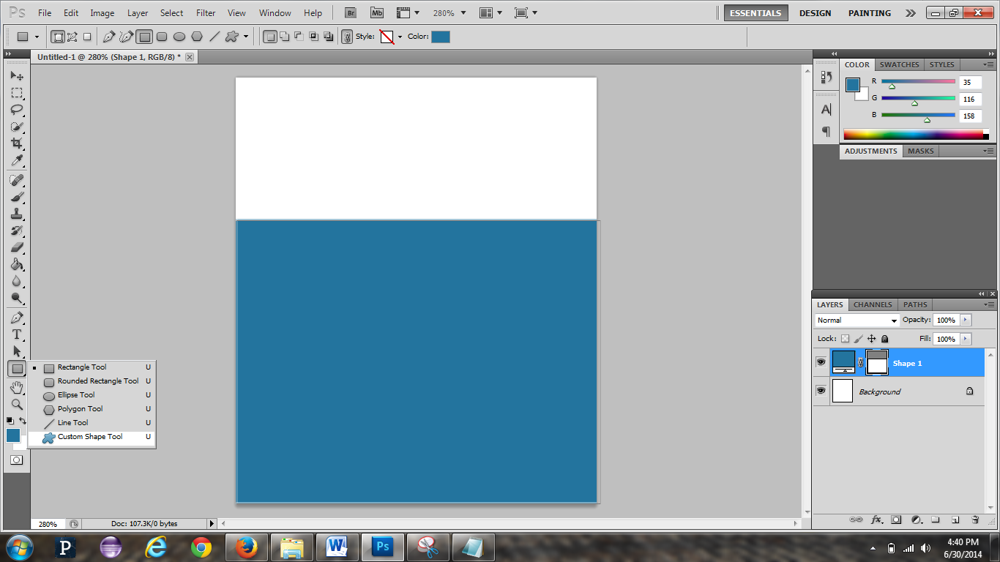 Ps File Edit Image Layer Select Filter View Window Help Br Mb 280% ESSENTIALS DESIGN PAINTING
Style: Color:
Untitled-1 @ 280% (Shape 1, RGB/8) *
COLOR SWATCHES STYLES
R 35
G 116
B 158
ADJUSTMENTS MASKS
A
T
LAYERS CHANNELS PATHS
Normal Opacity: 100%
Lock: Fill: 100%
Shape 1
Background
Rectangle Tool U
Rounded Rectangle Tool U
Ellipse Tool U
Polygon Tool U
Line Tool U
Custom Shape Tool U
280% Doc: 107.3K/0 bytes
fx
P W Ps
4:40 PM
6/30/2014